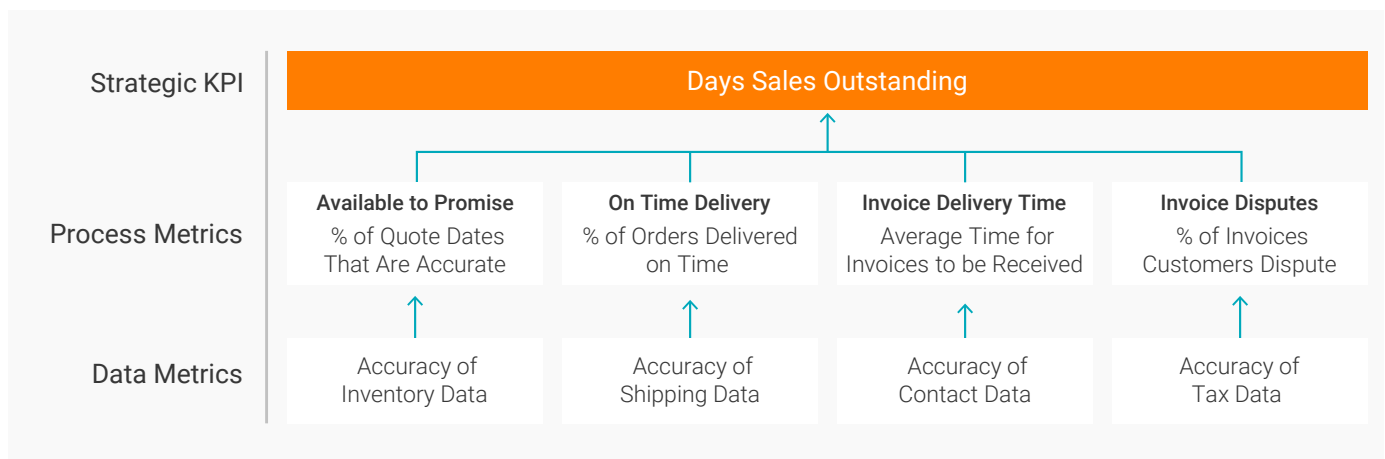 Strategic KPI
Days Sales Outstanding
Process Metrics
Available to Promise
% of Quote Dates
That Are Accurate
On Time Delivery
% of Orders Delivered
on Time
Invoice Delivery Time
Average Time for
Invoices to be Received
Invoice Disputes
% of Invoices
Customers Dispute
Data Metrics
Accuracy of
Inventory Data
Accuracy of
Shipping Data
Accuracy of
Contact Data
Accuracy of
Tax Data